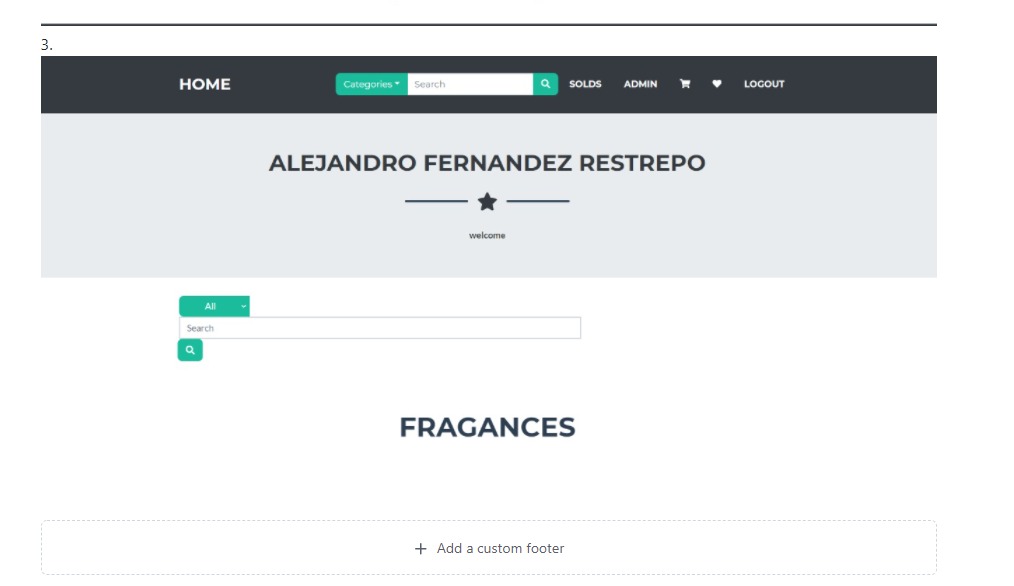 3.
HOME Categories Search SOLDS ADMIN LOGOUT
ALEJANDRO FERNANDEZ RESTREPO
welcome
All
Search
FRAGANCES
+ Add a custom footer